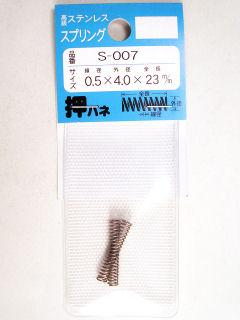 高級 ステンレス
スプリング
品番 S-007
サイズ 線径 外径 全長
0.5×4.0×23m/m
押バネ
全長
外径
線径